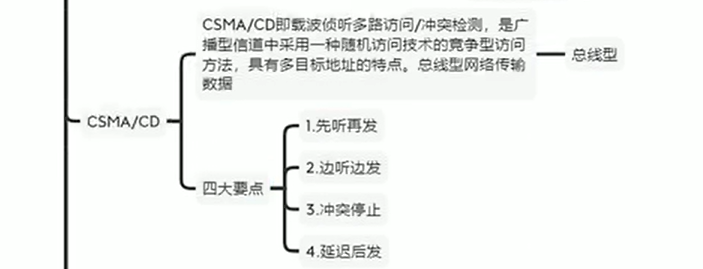 CSMA/CD即载波侦听多路访问/冲突检测，是广
播型信道中采用一种随机访问技术的竞争型访问
方法，具有多目标地址的特点。总线型网络传输
数据
总线型
CSMA/CD
四大要点
1.先听再发
2.边听边发
3.冲突停止
4.延迟后发